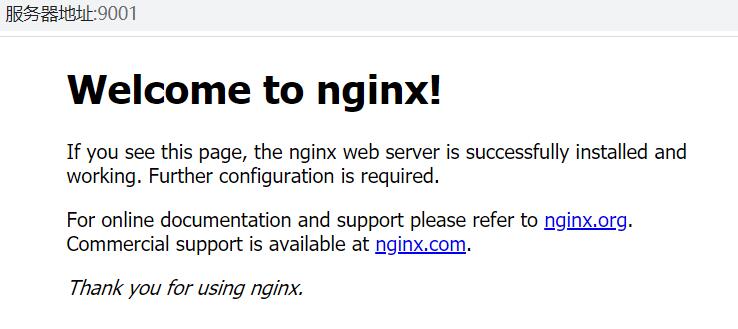 服务器地址:9001
Welcome to nginx!
If you see this page, the nginx web server is successfully installed and
working. Further configuration is required.
For online documentation and support please refer to nginx.org.
Commercial support is available at nginx.com.
Thank you for using nginx.